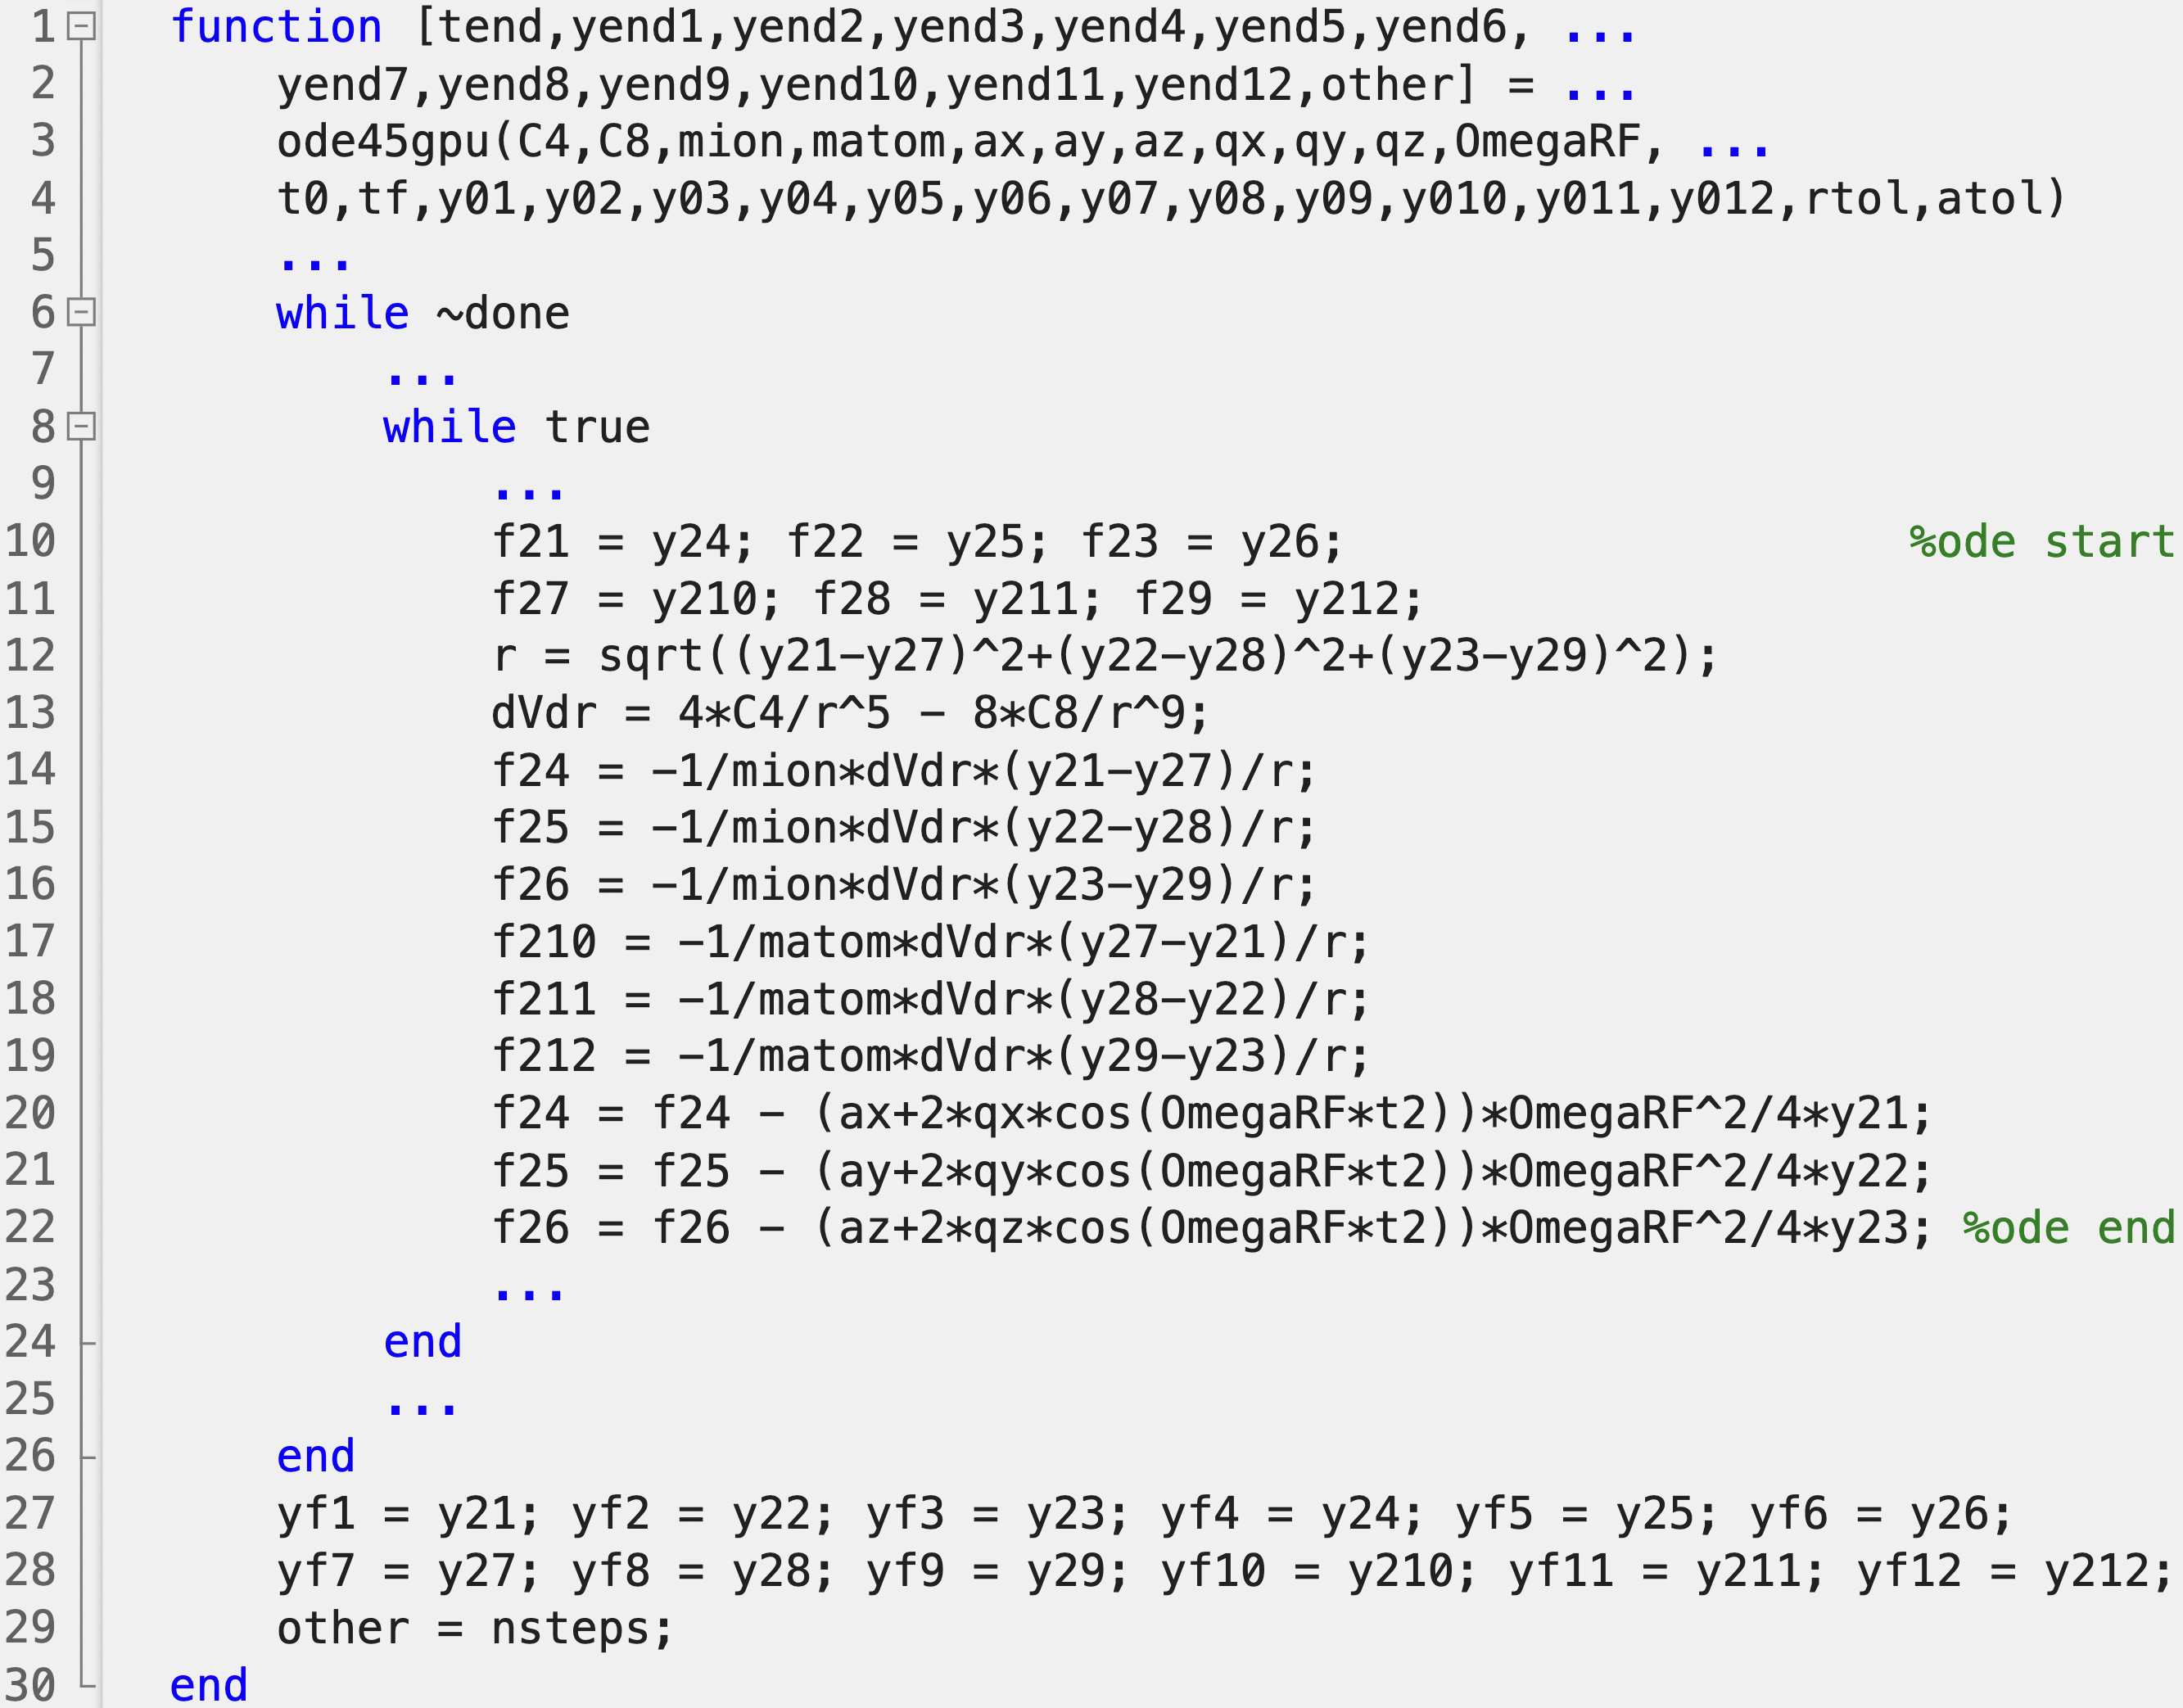 1 function [tend,yend1,yend2,yend3,yend4,yend5,yend6, ...
2 yend7,yend8,yend9,yend10,yend11,yend12,other] = ...
3 ode45gpu(C4,C8,mion,matom,ax,ay,az,qx,qy,qz,OmegaRF, ...
4 t0,tf,y01,y02,y03,y04,y05,y06,y07,y08,y09,y010,y011,y012,rtol,atol)
5 ...
6 while ~done
7 ...
8 while true
9 ...
10 f21 = y24; f22 = y25; f23 = y26; %ode start
11 f27 = y210; f28 = y211; f29 = y212;
12 r = sqrt((y21-y27)^2+(y22-y28)^2+(y23-y29)^2);
13 dVdr = 4*C4/r^5 - 8*C8/r^9;
14 f24 = -1/mion*dVdr*(y21-y27)/r;
15 f25 = -1/mion*dVdr*(y22-y28)/r;
16 f26 = -1/mion*dVdr*(y23-y29)/r;
17 f210 = -1/matom*dVdr*(y27-y21)/r;
18 f211 = -1/matom*dVdr*(y28-y22)/r;
19 f212 = -1/matom*dVdr*(y29-y23)/r;
20 f24 = f24 - (ax+2*qx*cos(OmegaRF*t2))*OmegaRF^2/4*y21;
21 f25 = f25 - (ay+2*qy*cos(OmegaRF*t2))*OmegaRF^2/4*y22;
22 f26 = f26 - (az+2*qz*cos(OmegaRF*t2))*OmegaRF^2/4*y23; %ode end
23 ...
24 end
25 ...
26 end
27 yf1 = y21; yf2 = y22; yf3 = y23; yf4 = y24; yf5 = y25; yf6 = y26;
28 yf7 = y27; yf8 = y28; yf9 = y29; yf10 = y210; yf11 = y211; yf12 = y212;
29 other = nsteps;
30 end